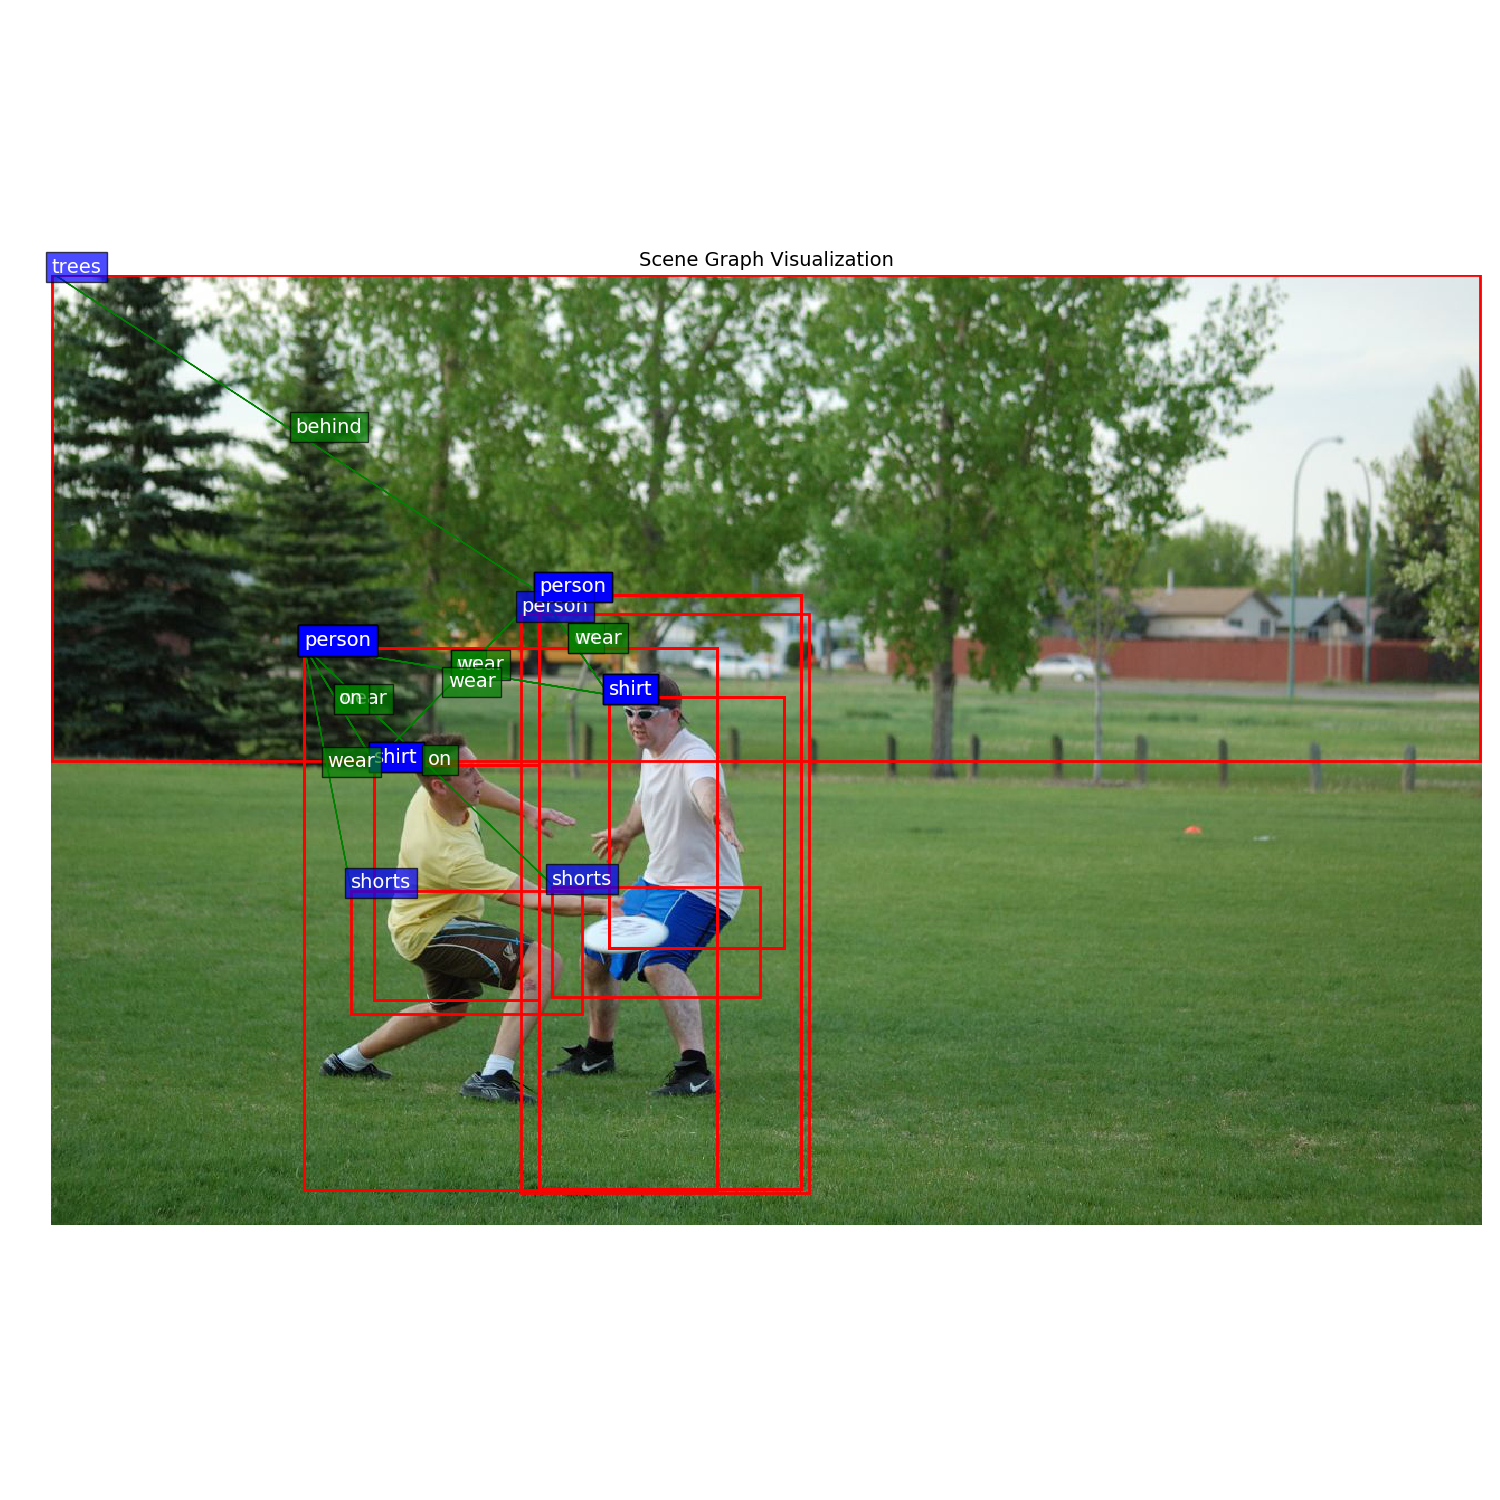 Scene Graph Visualization
trees
behind
person
person
wear
person
wear
wear
shirt
on
ar
shirt
on
wear
shorts
shorts